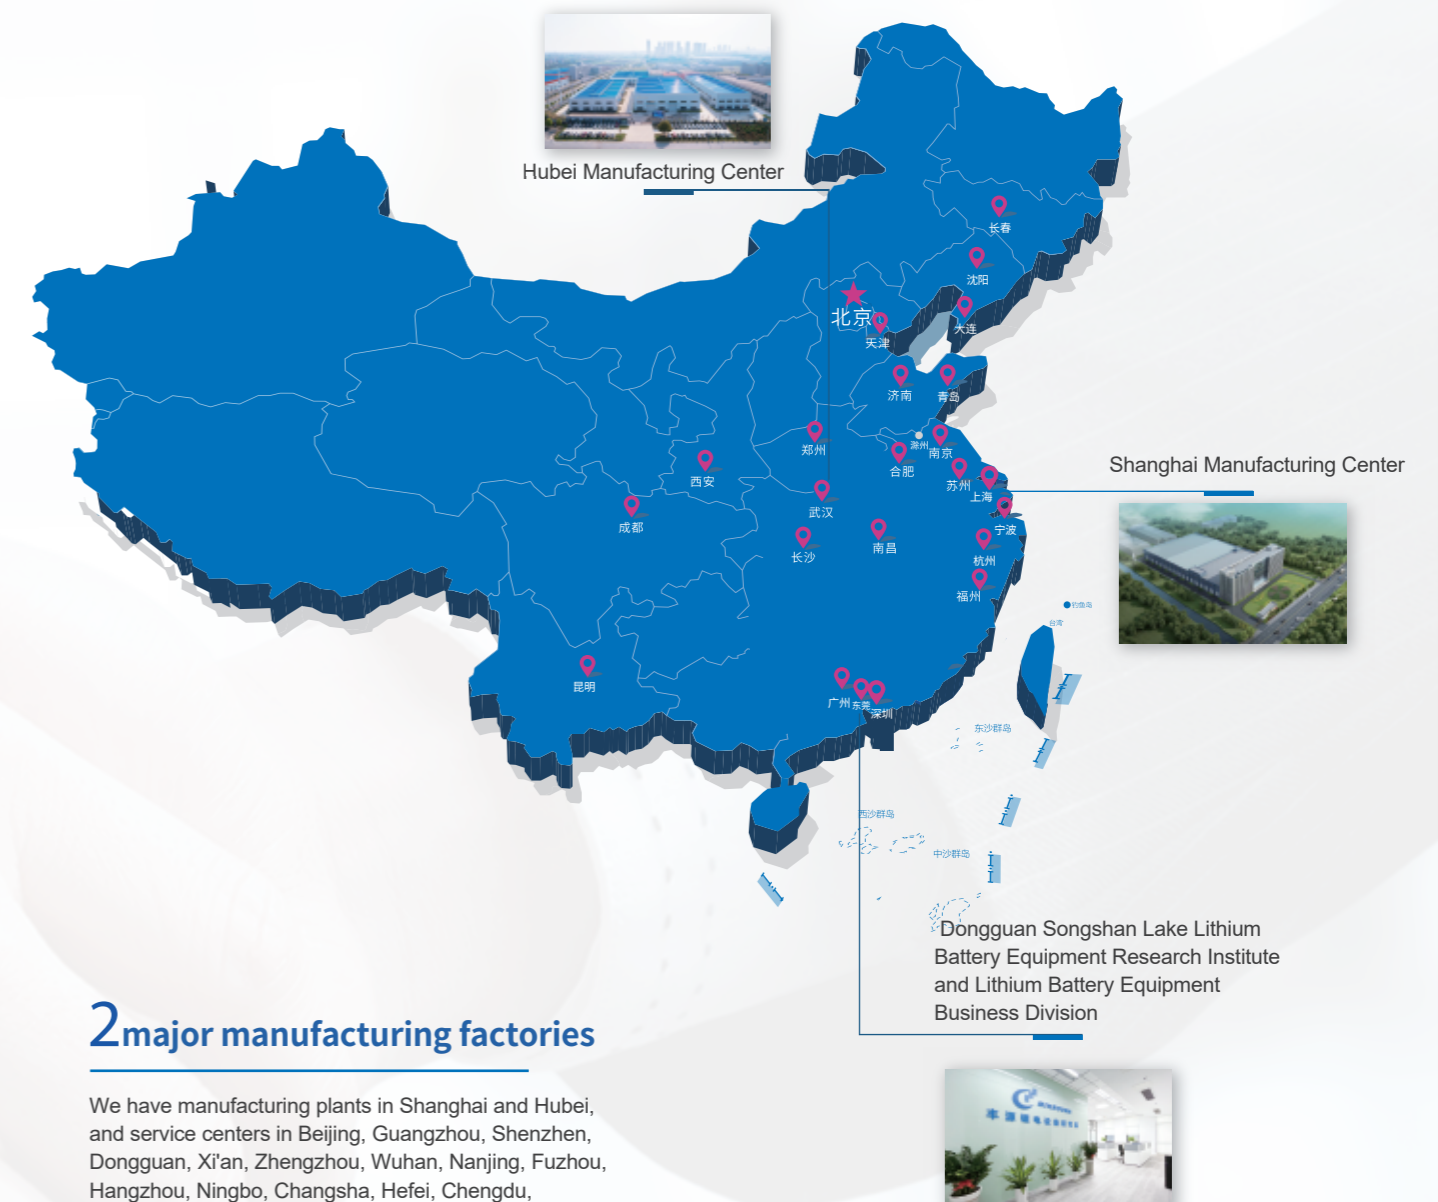 Hubei Manufacturing Center
长春
沈阳
北京
天津
大连
济南
青岛
郑州
滁州
南京
合肥
西安
苏州
上海
Shanghai Manufacturing Center
成都
武汉
宁波
长沙
南昌
杭州
福州
钓鱼岛
台湾
昆明
广州
东莞
深圳
东沙群岛
西沙群岛
中沙群岛
Dongguan Songshan Lake Lithium
Battery Equipment Research Institute
and Lithium Battery Equipment
Business Division
2major manufacturing factories
We have manufacturing plants in Shanghai and Hubei,
and service centers in Beijing, Guangzhou, Shenzhen,
Dongguan, Xi'an, Zhengzhou, Wuhan, Nanjing, Fuzhou,
Hangzhou, Ningbo, Changsha, Hefei, Chengdu,